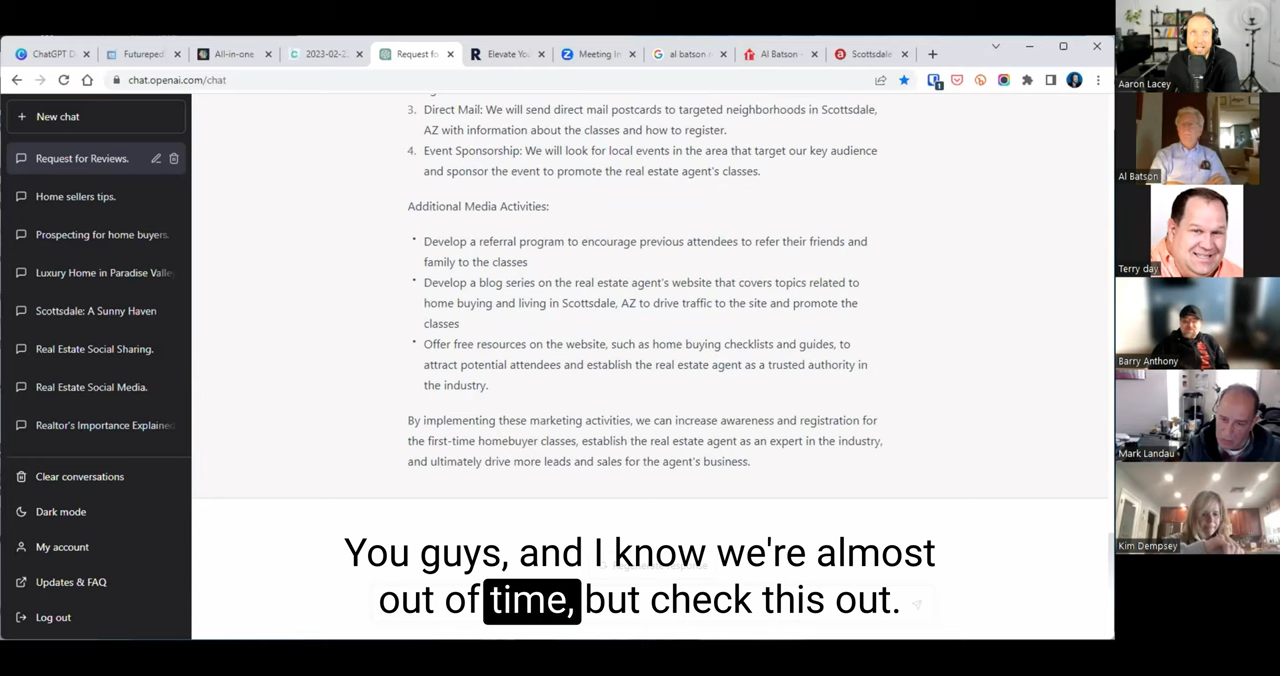 ChatGPT D
Futureped
All-in-one
2023-02-2
Request fo
Elevate Yo
Meeting In
al batson
Al Batson -
Scottsdale
chat.openai.com/chat
New chat
Request for Reviews.
Home sellers tips.
Prospecting for home buyers.
Luxury Home in Paradise Valle
Scottsdale: A Sunny Haven
Real Estate Social Sharing.
Real Estate Social Media.
Realtor's Importance Explained
Clear conversations
Dark mode
My account
Updates & FAQ
Log out
3. Direct Mail: We will send direct mail postcards to targeted neighborhoods in Scottsdale,
AZ with information about the classes and how to register.
4. Event Sponsorship: We will look for local events in the area that target our key audience
and sponsor the event to promote the real estate agent's classes.
Additional Media Activities:
• Develop a referral program to encourage previous attendees to refer their friends and
family to the classes
• Develop a blog series on the real estate agent's website that covers topics related to
home buying and living in Scottsdale, AZ to drive traffic to the site and promote the
classes
• Offer free resources on the website, such as home buying checklists and guides, to
attract potential attendees and establish the real estate agent as a trusted authority in
the industry.
By implementing these marketing activities, we can increase awareness and registration for
the first-time homebuyer classes, establish the real estate agent as an expert in the industry,
and ultimately drive more leads and sales for the agent's business.
You guys, and I know we're almost
out of time, but check this out.
Aaron Lacey
Al Batson
Terry day
Barry Anthony
Mark Landau
Kim Dempsey